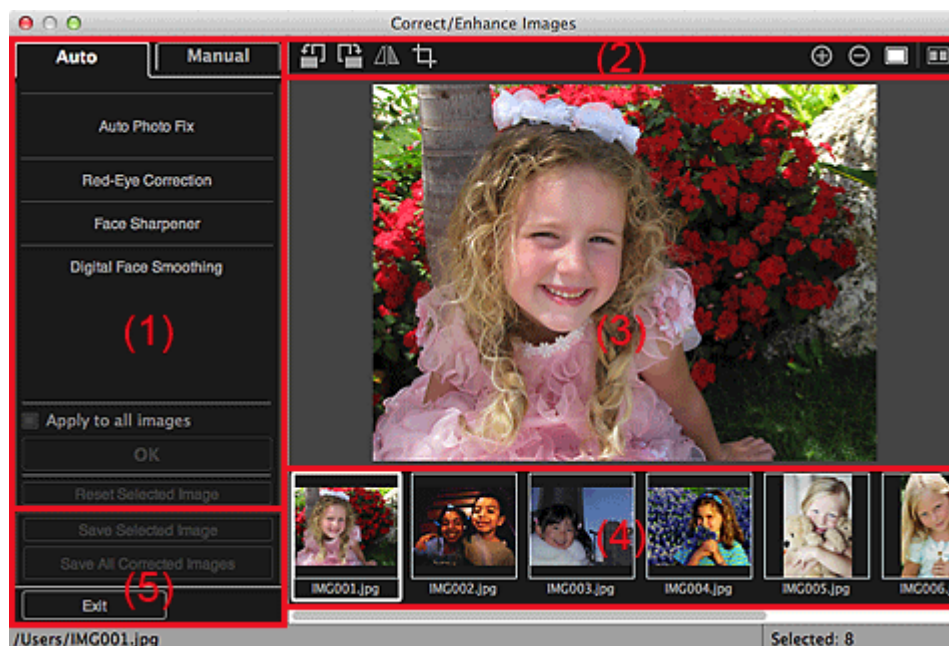 Correct/Enhance Images
Auto
Manual
(2)
Auto Photo Fix
Red-Eye Correction
Face Sharpener
Digital Face Smoothing
(1)
(3)
Apply to all images
OK
Reset Selected Image
Save Selected Image
Save All Corrected Images
(5)
Exit
(4)
IMG001.jpg
IMG002.jpg
IMG003.jpg
IMG004.jpg
IMG005.jpg
IMG006.
/Users/IMG001.jpg
Selected: 8